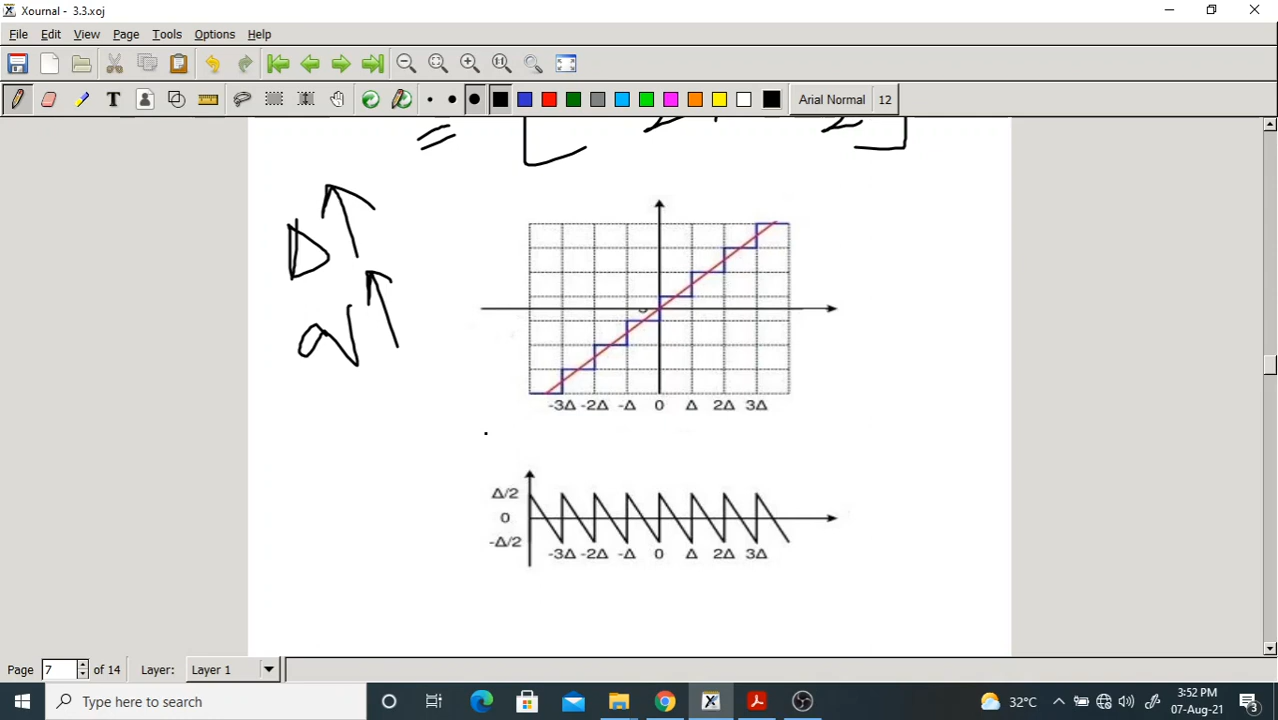 Xournal - 3.3.xoj
File Edit View Page Tools Options Help
Arial Normal 12
Δ
q
-3Δ -2Δ -Δ 0 Δ 2Δ 3Δ
Δ/2
0
-Δ/2
-3Δ -2Δ -Δ 0 Δ 2Δ 3Δ
Page 7 of 14 Layer: Layer 1
Type here to search
32°C
3:52 PM
07-Aug-21
3